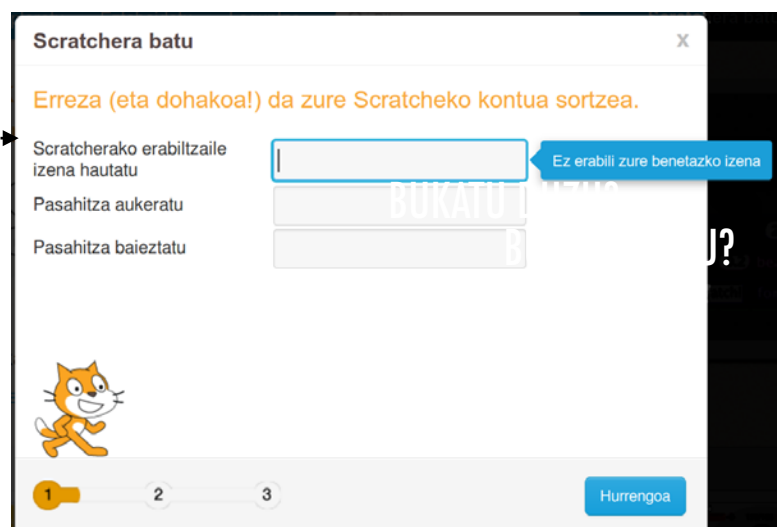 Scratchera batu
x
Erreza (eta dohakoa!) da zure Scratcheko kontua sortzea.
Scratcherako erabiltzaile
izena hautatu
Ez erabili zure benetazko izena
Pasahitza aukeratu
BUKATU
Pasahitza baieztatu
1
2
3
Hurrengoa